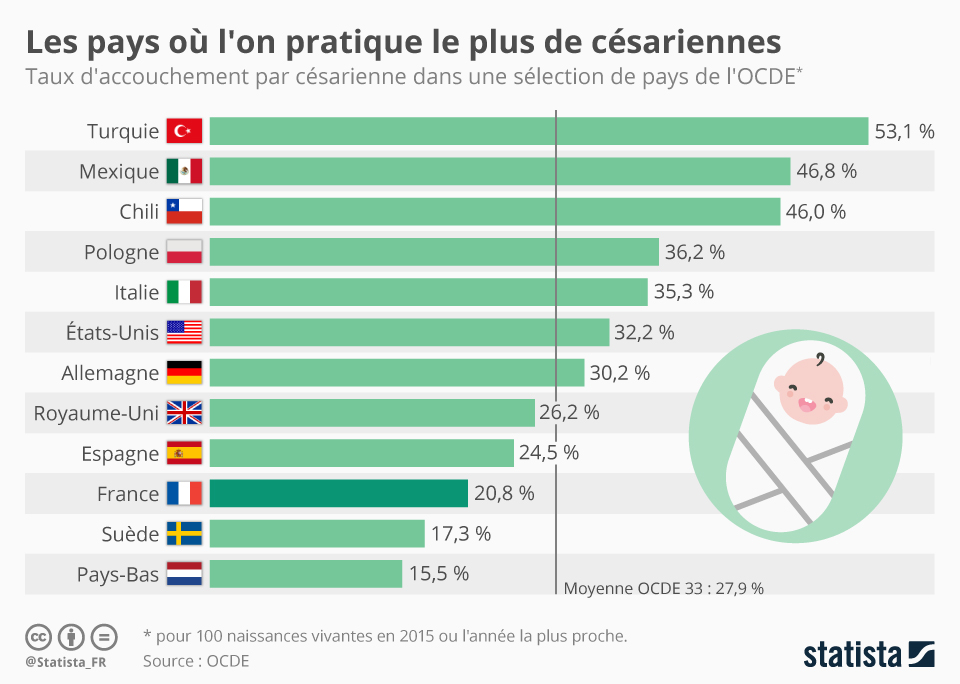 Les pays où l'on pratique le plus de césariennes
Taux d'accouchement par césarienne dans une sélection de pays de l'OCDE*
Turquie 53,1 %
Mexique 46,8 %
Chili 46,0 %
Pologne 36,2 %
Italie 35,3 %
États-Unis 32,2 %
Allemagne 30,2 %
Royaume-Uni 26,2 %
Espagne 24,5 %
France 20,8 %
Suède 17,3 %
Pays-Bas 15,5 %
Moyenne OCDE 33 : 27,9 %
* pour 100 naissances vivantes en 2015 ou l'année la plus proche.
@Statista_FR
Source : OCDE
statista